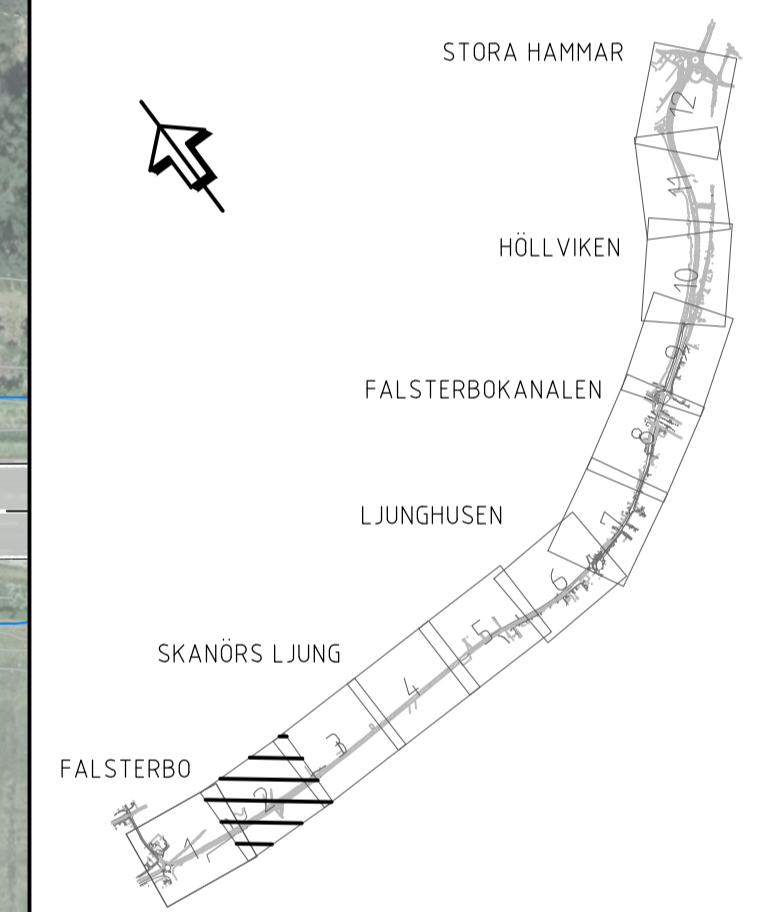 STORA HAMMAR
12
11
HÖLLVIKEN
10
9
FALSTERBOKANALEN
8
LJUNGHUSEN
7
6
5
SKANÖRS LJUNG
4
3
FALSTERBO
2
1